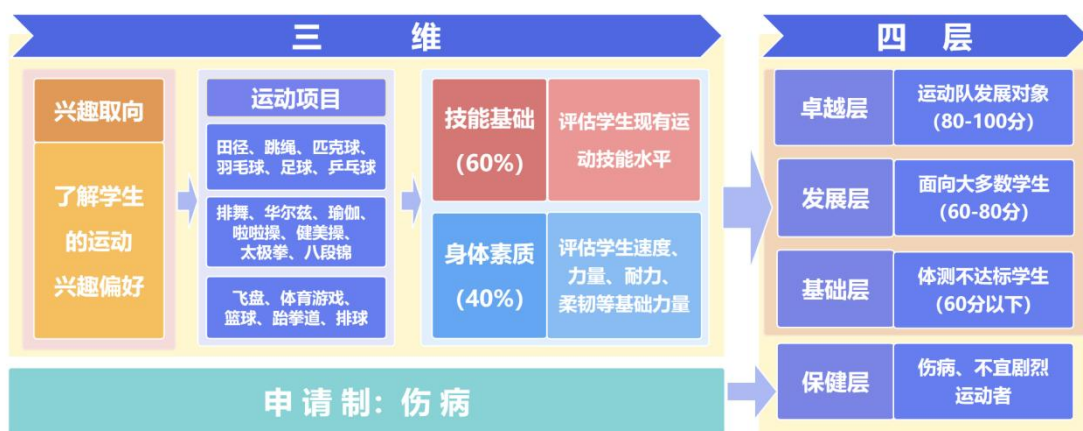 三 维
兴趣取向
了解学生
的运动
兴趣偏好
运动项目
田径、跳绳、匹克球、
羽毛球、足球、乒乓球
排舞、华尔兹、瑜伽、
啦啦操、健美操、
太极拳、八段锦
飞盘、体育游戏、
篮球、跆拳道、排球
技能基础
(60%)
评估学生现有运
动技能水平
身体素质
(40%)
评估学生速度、
力量、耐力、
柔韧等基础力量
申请制：伤病
四 层
卓越层
运动队发展对象
(80-100分)
发展层
面向大多数学生
(60-80分)
基础层
体测不达标学生
(60分以下)
保健层
伤病、不宜剧烈
运动者